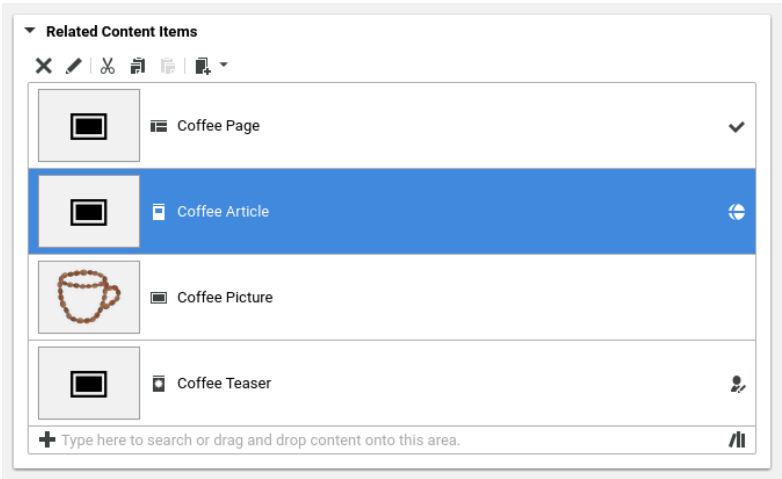 Related Content Items
Coffee Page
Coffee Article
Coffee Picture
Coffee Teaser
Type here to search or drag and drop content onto this area.